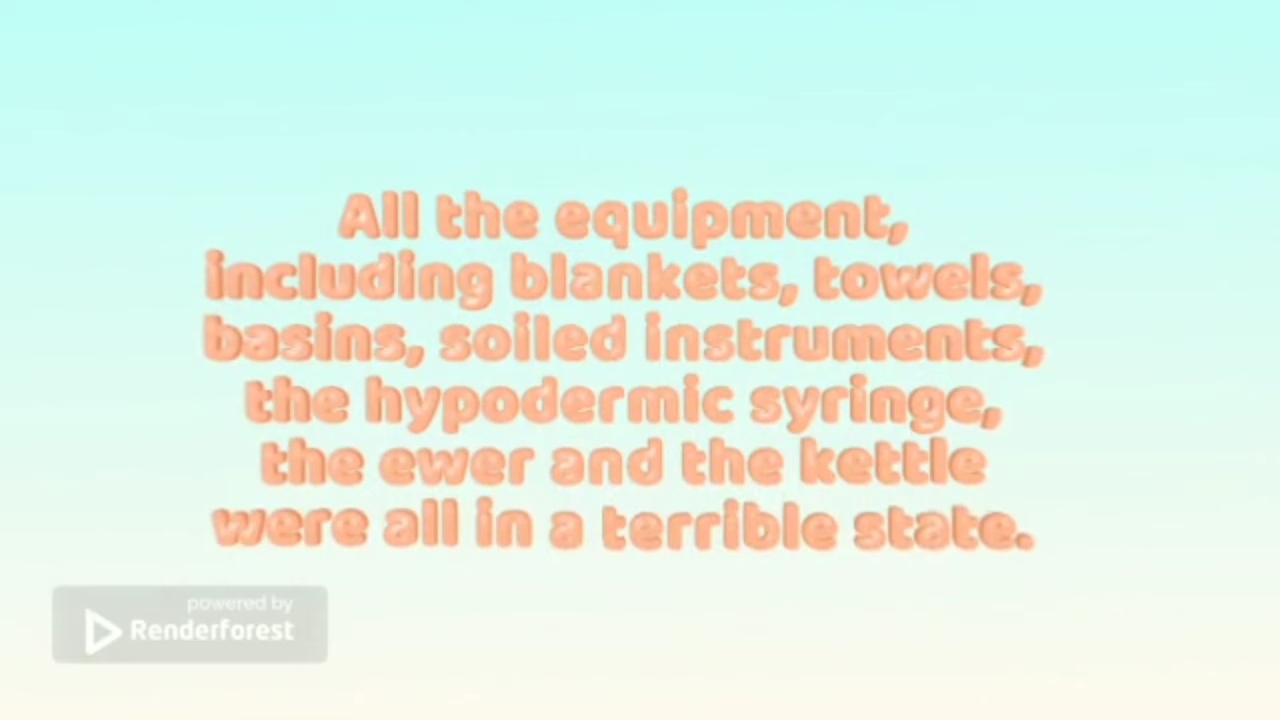 All the equipment,
including blankets, towels,
basins, soiled instruments,
the hypodermic syringe,
the ewer and the kettle
were all in a terrible state.
powered by
Renderforest